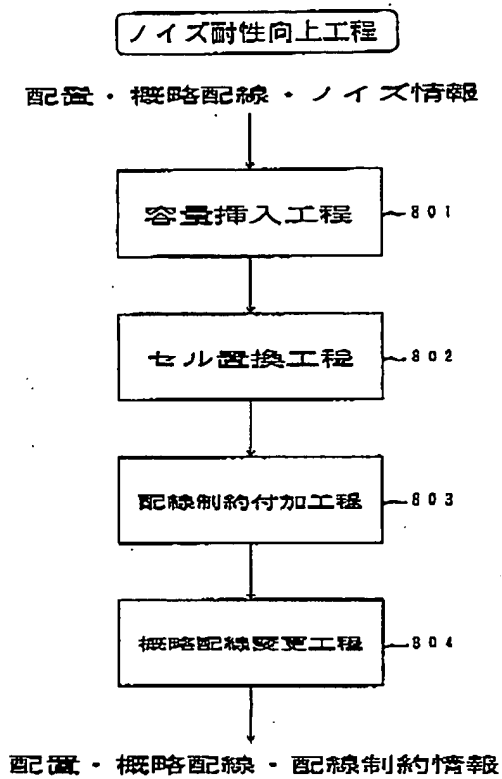 ノイズ耐性向上工程
配置・概略配線・ノイズ情報
容量挿入工程
801
セル置換工程
802
配線制約付加工程
803
概略配線変更工程
804
配置・概略配線・配線制約情報